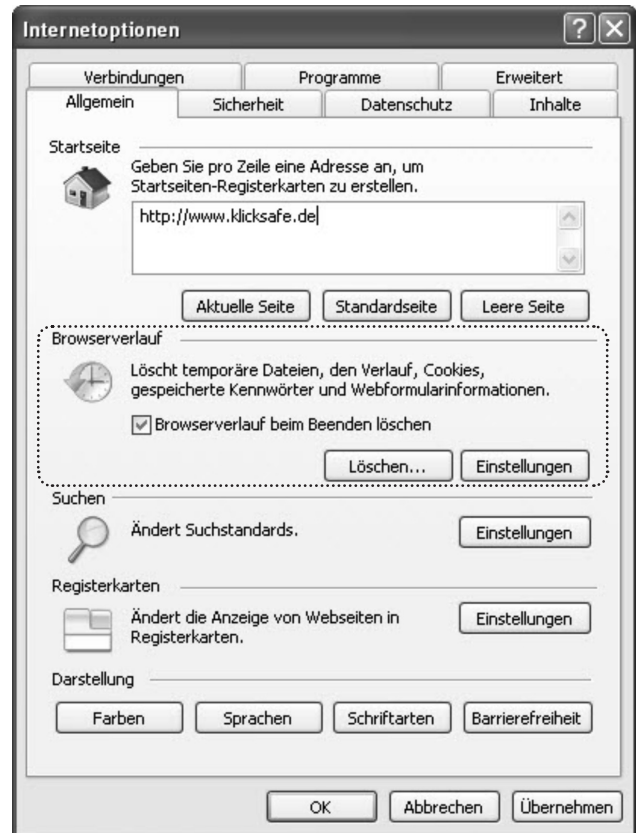 Internetoptionen
Verbindungen Programme Erweitert
Allgemein Sicherheit Datenschutz Inhalte
Startseite
Geben Sie pro Zeile eine Adresse an, um
Startseiten-Registerkarten zu erstellen.
http://www.klicksafe.de
Aktuelle Seite Standardseite Leere Seite
Browserverlauf
Löscht temporäre Dateien, den Verlauf, Cookies,
gespeicherte Kennwörter und Webformularinformationen.
Browserverlauf beim Beenden löschen
Löschen... Einstellungen
Suchen
Ändert Suchstandards.
Einstellungen
Registerkarten
Ändert die Anzeige von Webseiten in
Registerkarten.
Einstellungen
Darstellung
Farben Sprachen Schriftarten Barrierefreiheit
OK Abbrechen Übernehmen